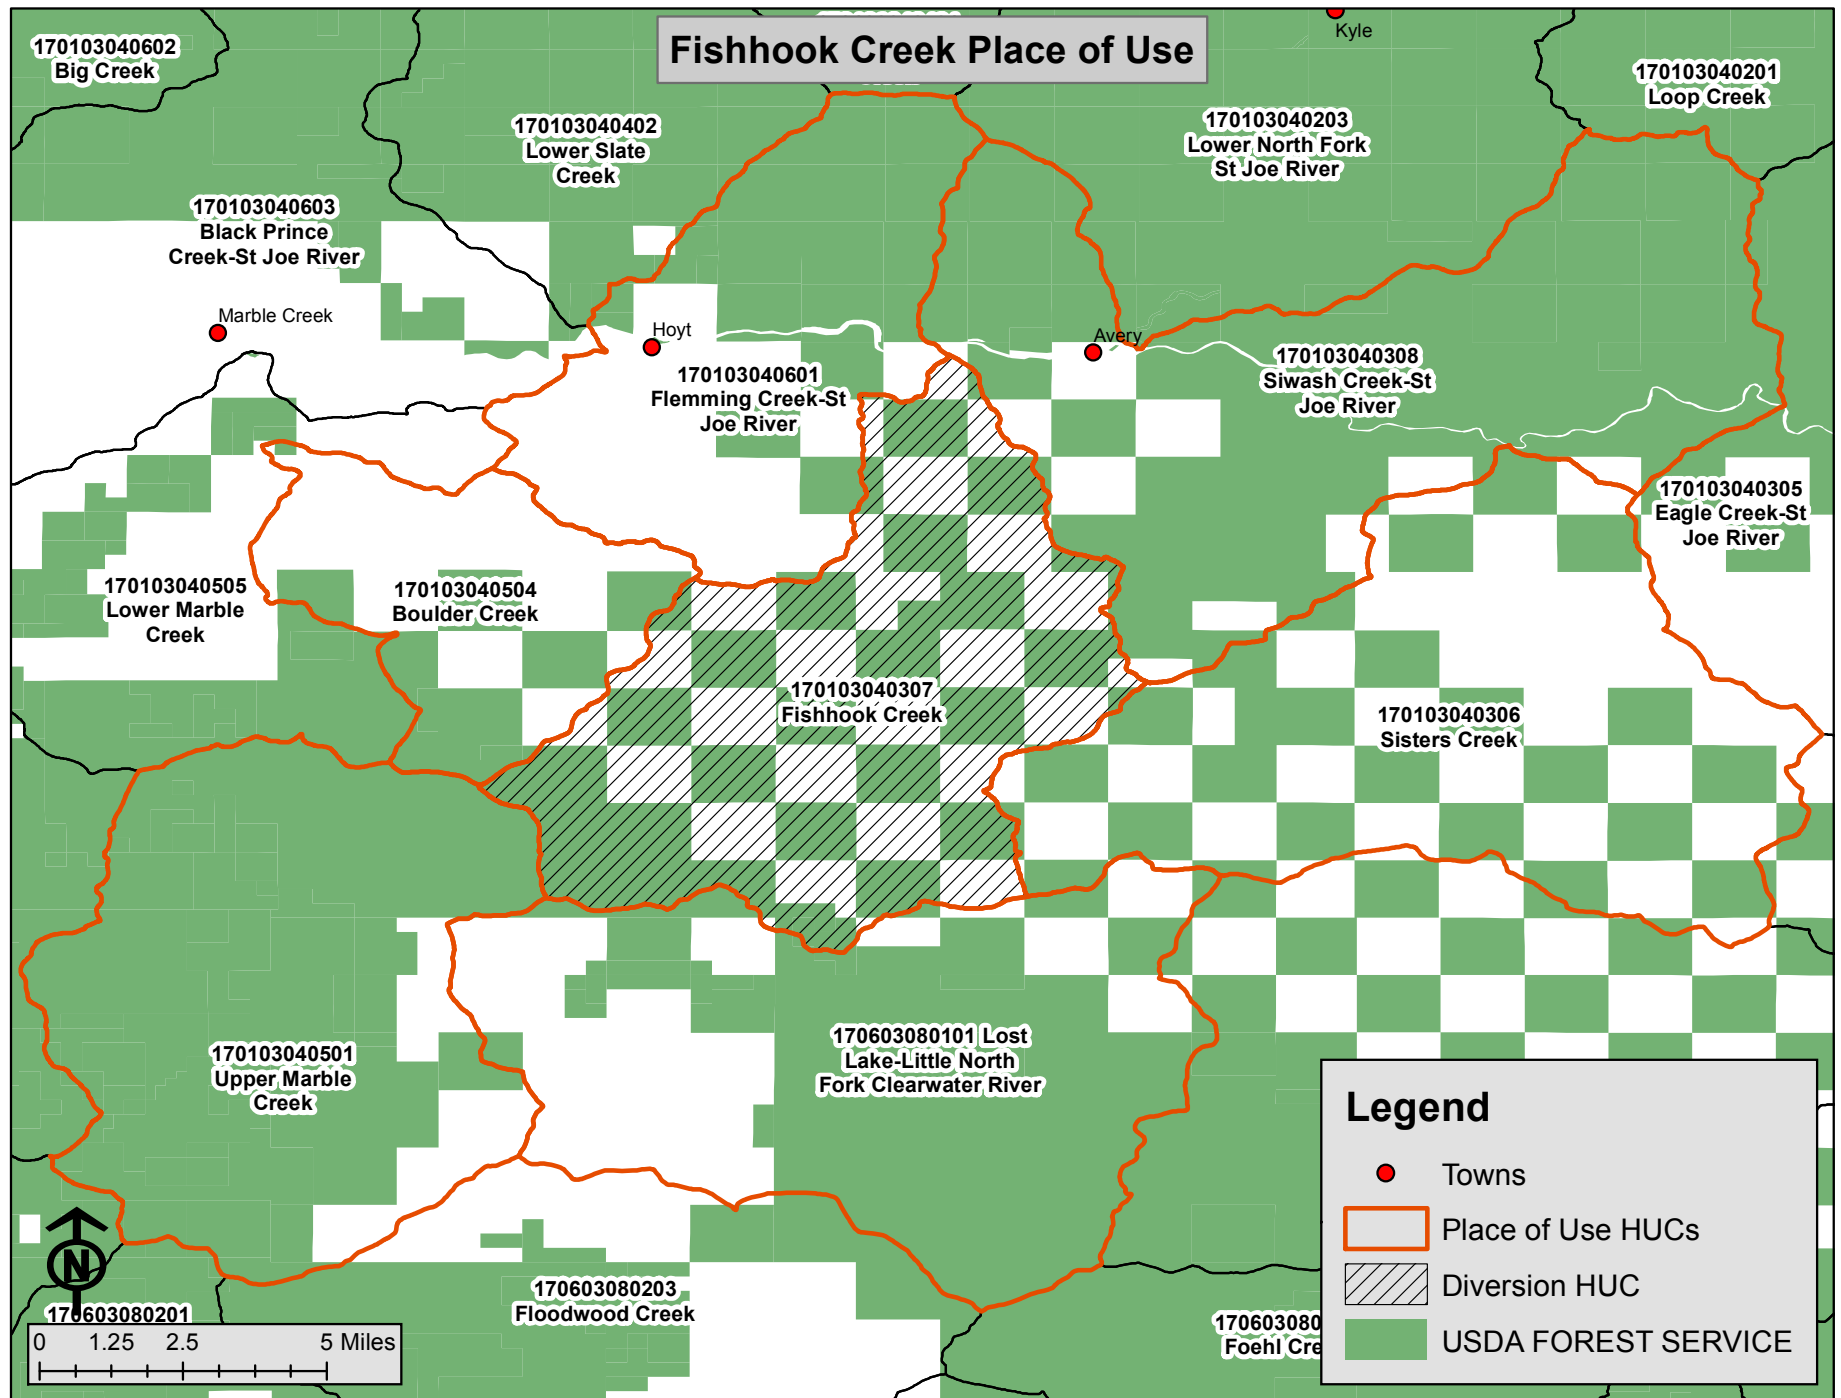 Fishhook Creek Place of Use
Kyle
170103040602
Big Creek
170103040201
Loop Creek
170103040402
Lower Slate
Creek
170103040203
Lower North Fork
St Joe River
170103040603
Black Prince
Creek-St Joe River
Marble Creek
Hoyt
Avery
170103040601
Flemming Creek-St
Joe River
170103040308
Siwash Creek-St
Joe River
170103040305
Eagle Creek-St
Joe River
170103040505
Lower Marble
Creek
170103040504
Boulder Creek
170103040307
Fishhook Creek
170103040306
Sisters Creek
170103040501
Upper Marble
Creek
170603080101 Lost
Lake-Little North
Fork Clearwater River
170603080203
Floodwood Creek
170603080201
170603080
Foehl Cre
N
0 1.25 2.5 5 Miles
Legend
Towns
Place of Use HUCs
Diversion HUC
USDA FOREST SERVICE